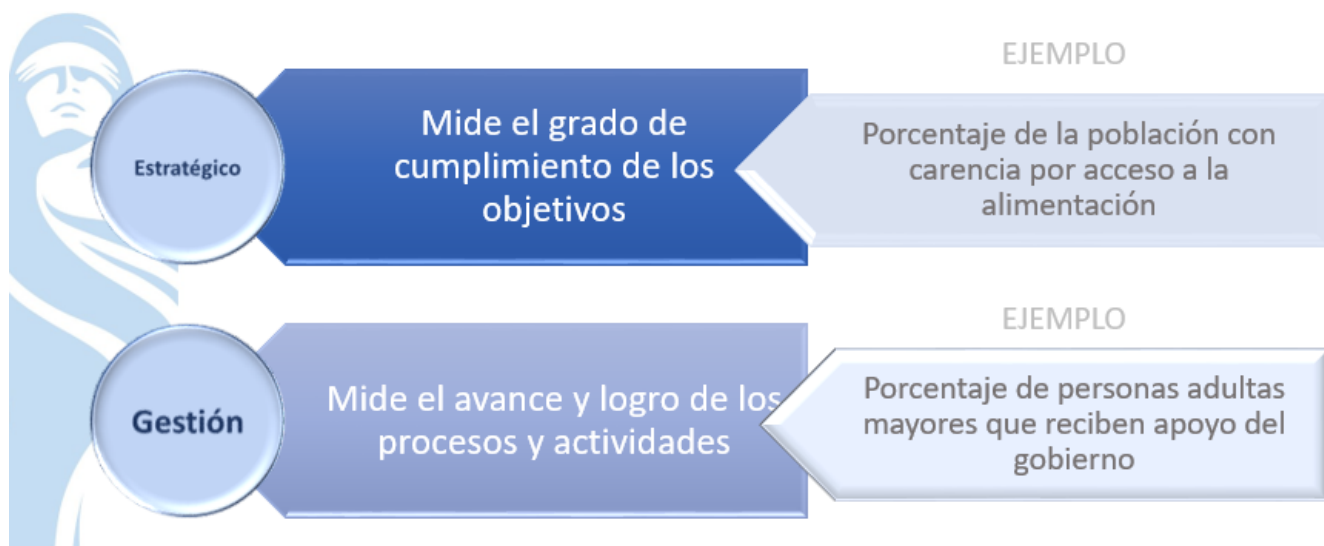 Estratégico
Mide el grado de
cumplimiento de los
objetivos
EJEMPLO
Porcentaje de la población con
carencia por acceso a la
alimentación
Gestión
Mide el avance y logro de los
procesos y actividades
EJEMPLO
Porcentaje de personas adultas
mayores que reciben apoyo del
gobierno